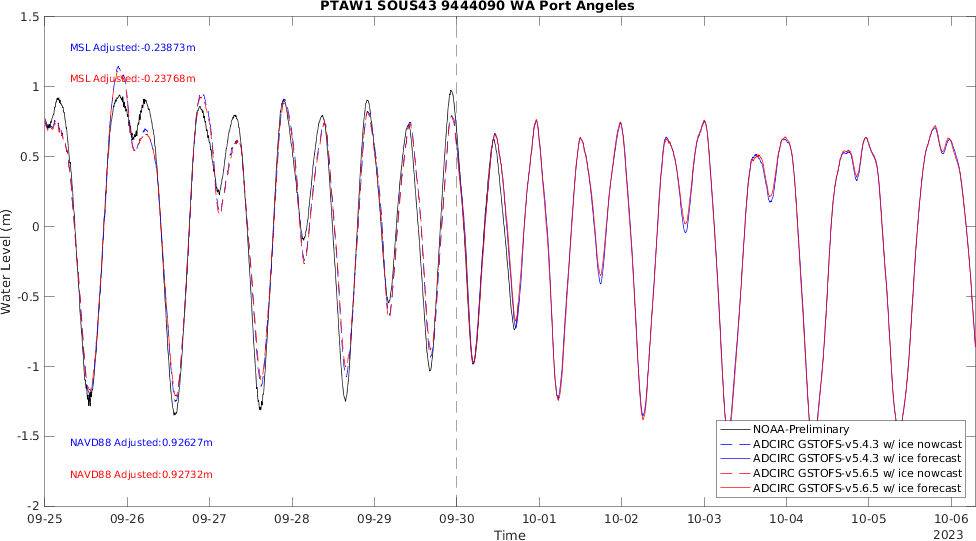 PTAW1 SOUS43 9444090 WA Port Angeles
MSL Adjusted:-0.23873m
MSL Adjusted:-0.23768m
NAVD88 Adjusted:0.92627m
NAVD88 Adjusted:0.92732m
Water Level (m)
1.5
1
0.5
0
-0.5
-1
-1.5
-2
NOAA-Preliminary
ADCIRC GSTOFS-v5.4.3 w/ ice nowcast
ADCIRC GSTOFS-v5.4.3 w/ ice forecast
ADCIRC GSTOFS-v5.6.5 w/ ice nowcast
ADCIRC GSTOFS-v5.6.5 w/ ice forecast
09-25 09-26 09-27 09-28 09-29 09-30 10-01 10-02 10-03 10-04 10-05 10-06
Time
2023